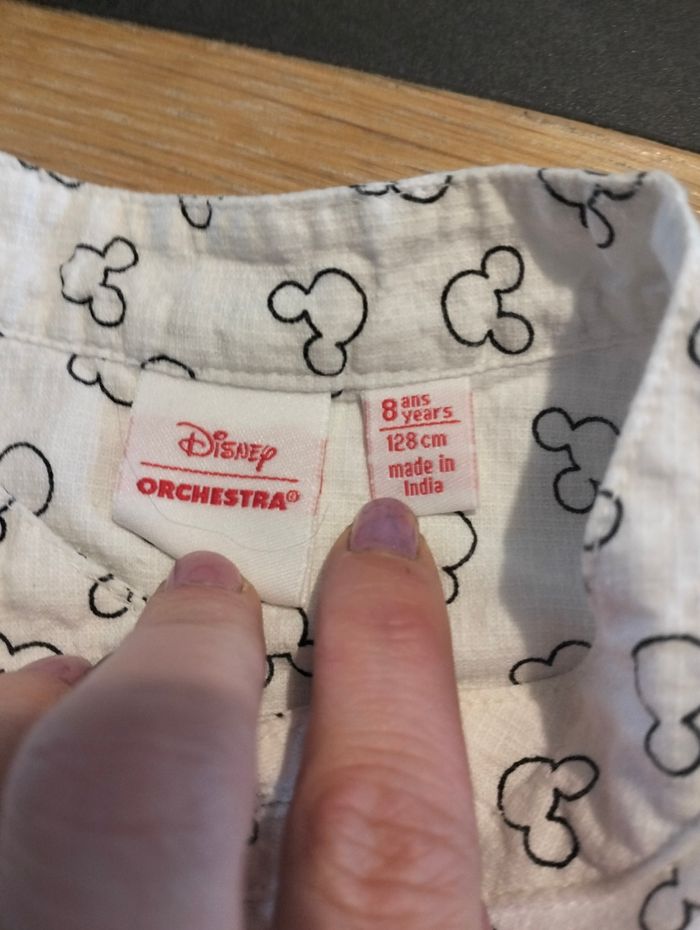 Disney
ORCHESTRA®
8 ans years
128 cm
made in
India